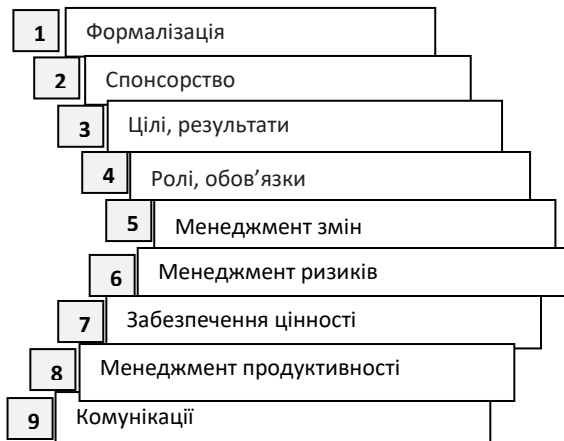 1 Формалізація
2 Спонсорство
3 Цілі, результати
4 Ролі, обов’язки
5 Менеджмент змін
6 Менеджмент ризиків
7 Забезпечення цінності
8 Менеджмент продуктивності
9 Комунікації